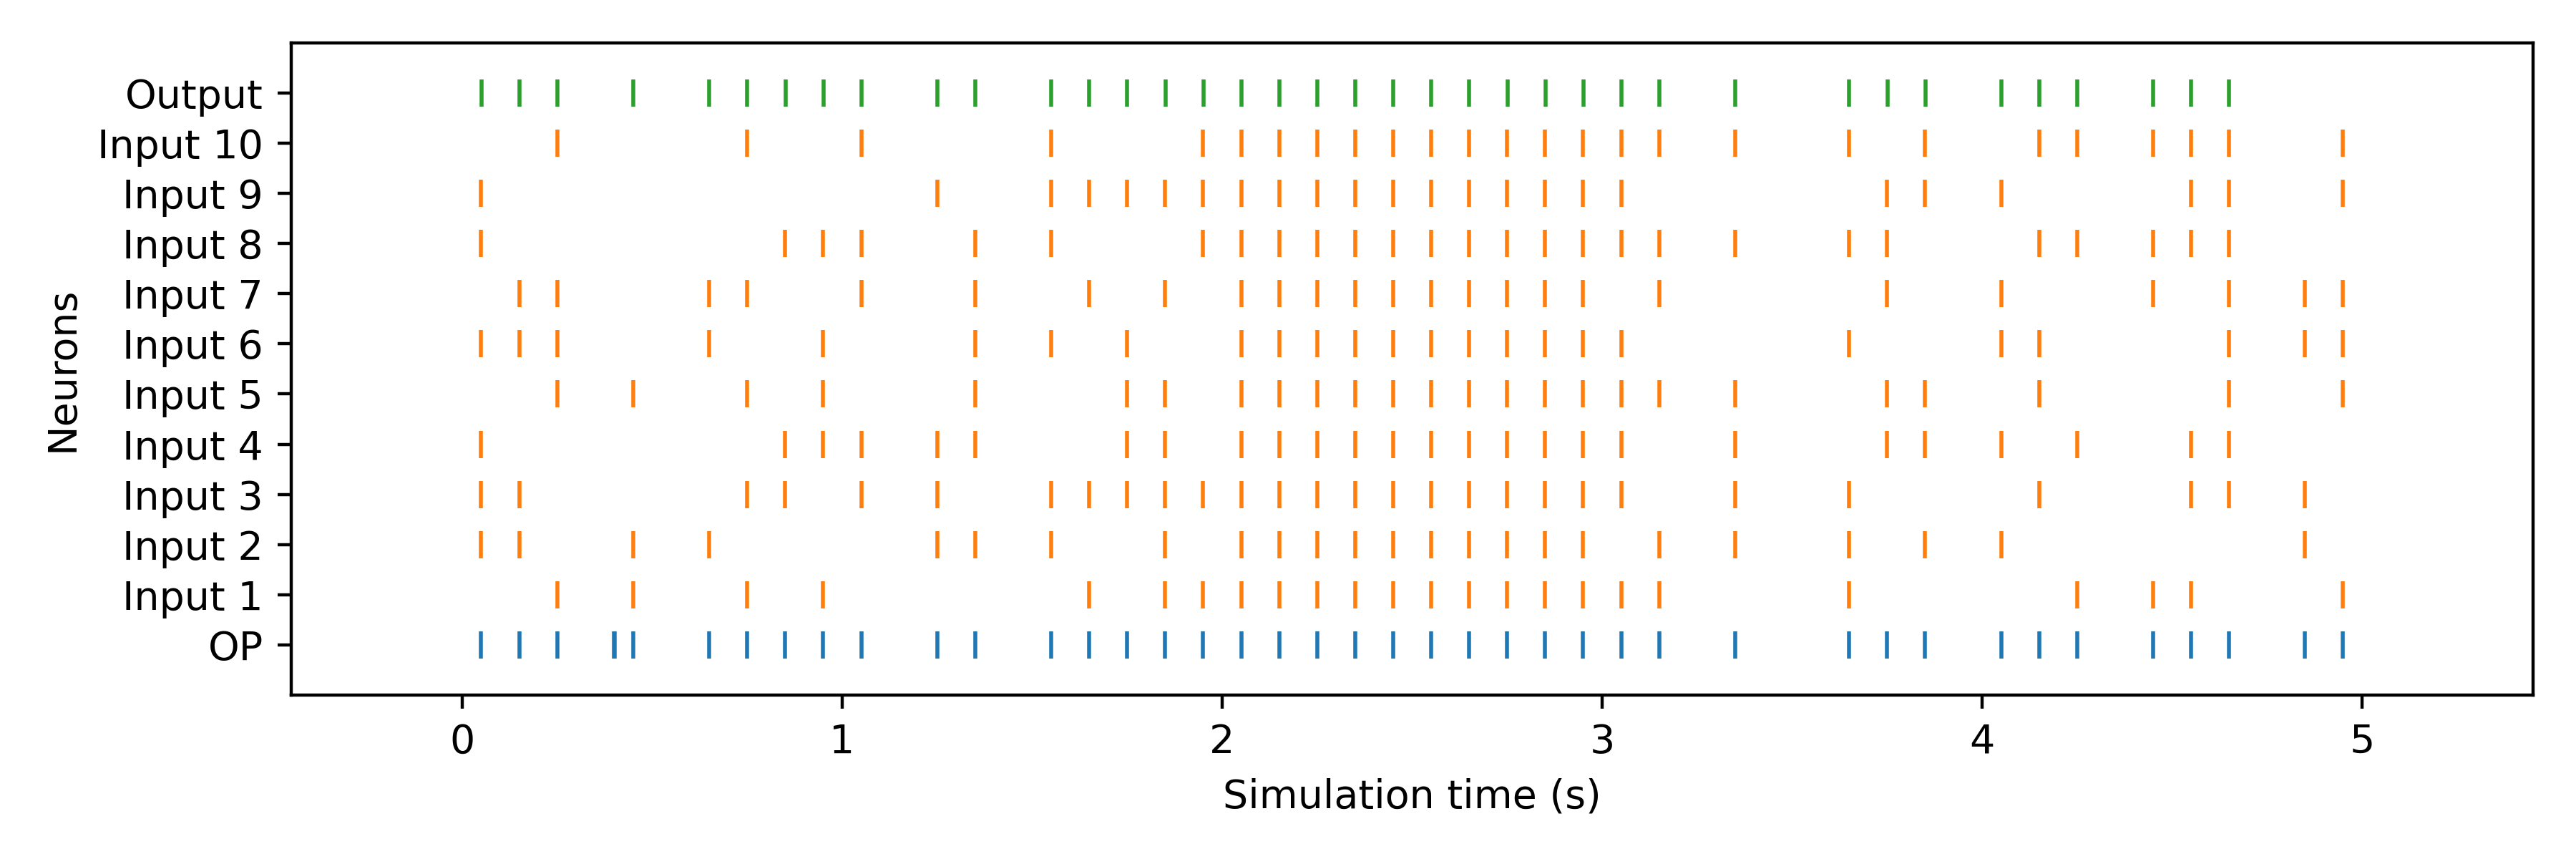 Output
Input 10
Input 9
Input 8
Input 7
Input 6
Input 5
Input 4
Input 3
Input 2
Input 1
OP
Neurons
0 1 2 3 4 5
Simulation time (s)